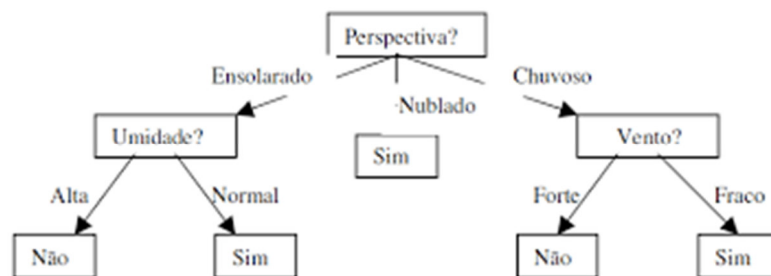 Perspectiva?
Ensolarado
Nublado
Chuvoso
Umidade?
Sim
Vento?
Alta
Normal
Forte
Fraco
Não
Sim
Não
Sim